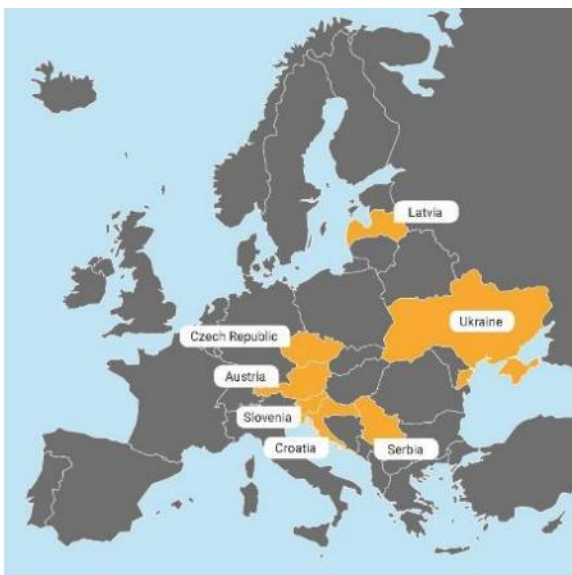 Latvia
Ukraine
Czech Republic
Austria
Slovenia
Croatia
Serbia